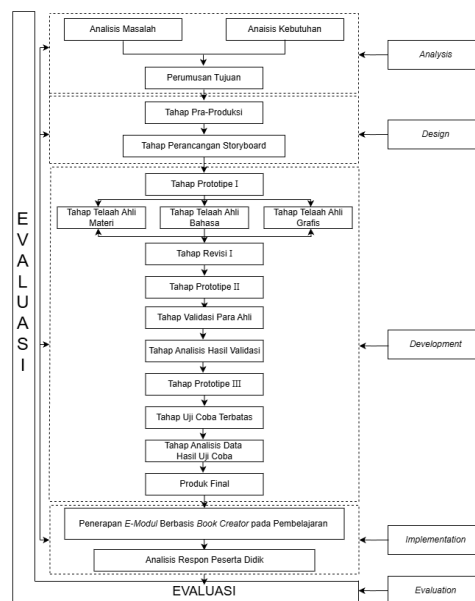 Analisis Masalah
Anaisis Kebutuhan
Analysis
Perumusan Tujuan
Tahap Pra-Produksi
Design
Tahap Perancangan Storyboard
Tahap Prototipe I
Tahap Telaah Ahli
Materi
Tahap Telaah Ahli
Bahasa
Tahap Telaah Ahli
Grafis
Tahap Revisi I
Tahap Prototipe II
Tahap Validasi Para Ahli
Development
Tahap Analisis Hasil Validasi
Tahap Prototipe III
Tahap Uji Coba Terbatas
Tahap Analisis Data
Hasil Uji Coba
Produk Final
Penerapan E-Modul Berbasis Book Creator pada Pembelajaran
Implementation
Analisis Respon Peserta Didik
EVALUASI
EVALUASI
Evaluation